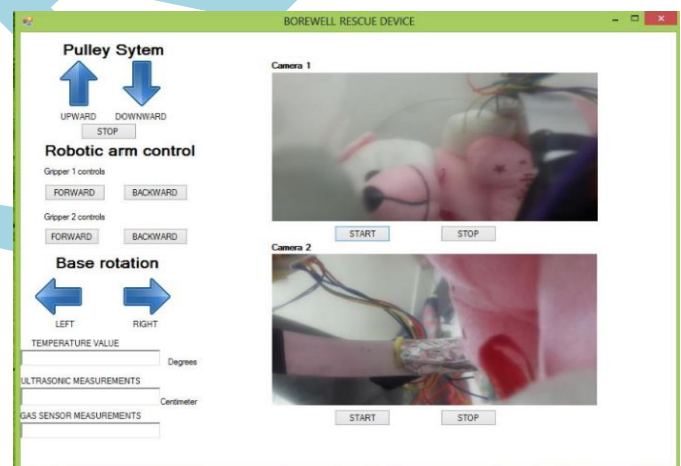 BOREWELL RESCUE DEVICE
Pulley Sytem
UPWARD DOWNWARD
STOP
Robotic arm control
Gripper 1 controls
FORWARD BACKWARD
Gripper 2 controls
FORWARD BACKWARD
Base rotation
LEFT RIGHT
TEMPERATURE VALUE
Degrees
ULTRASONIC MEASUREMENTS
Centimeter
GAS SENSOR MEASUREMENTS
Camera 1
START STOP
Camera 2
START STOP